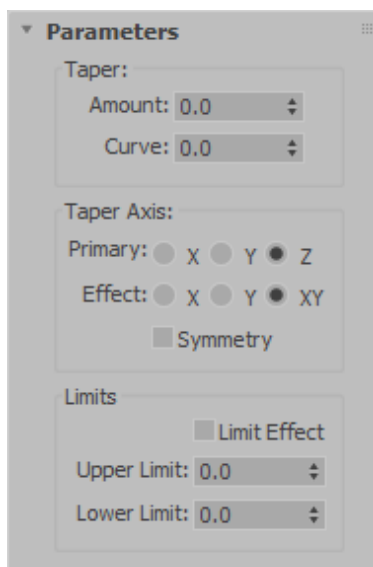 Parameters
Taper:
Amount: 0.0
Curve: 0.0
Taper Axis:
Primary: X Y Z
Effect: X Y XY
Symmetry
Limits
Limit Effect
Upper Limit: 0.0
Lower Limit: 0.0